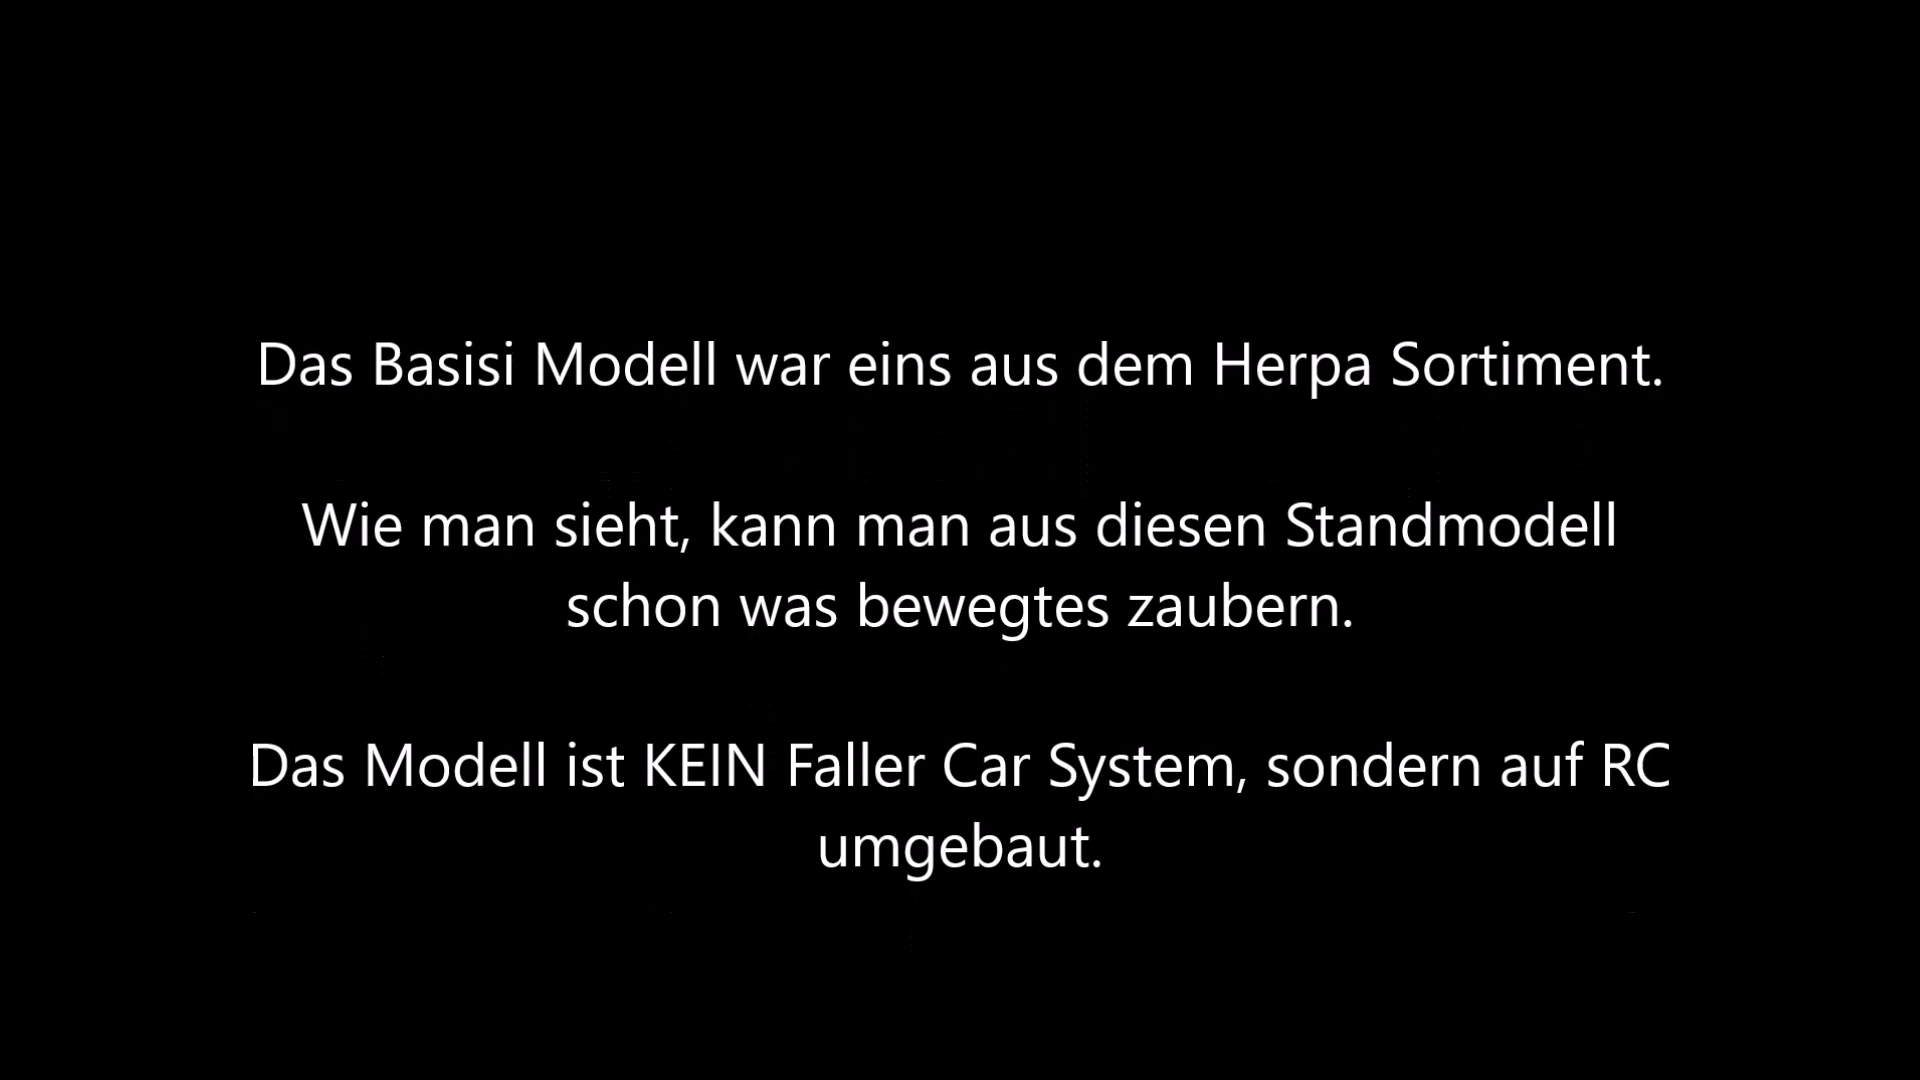 Das Basisi Modell war eins aus dem Herpa Sortiment.
Wie man sieht, kann man aus diesen Standmodell
schon was bewegtes zaubern.
Das Modell ist KEIN Faller Car System, sondern auf RC
umgebaut.